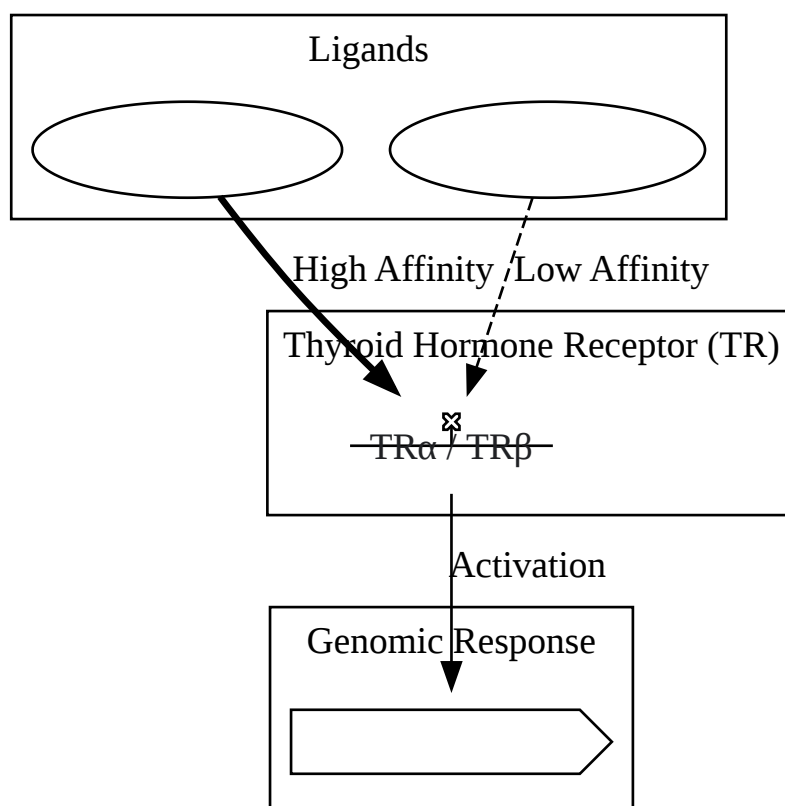 Ligands
High Affinity
Low Affinity
Thyroid Hormone Receptor (TR)
TRα / TRβ
Activation
Genomic Response